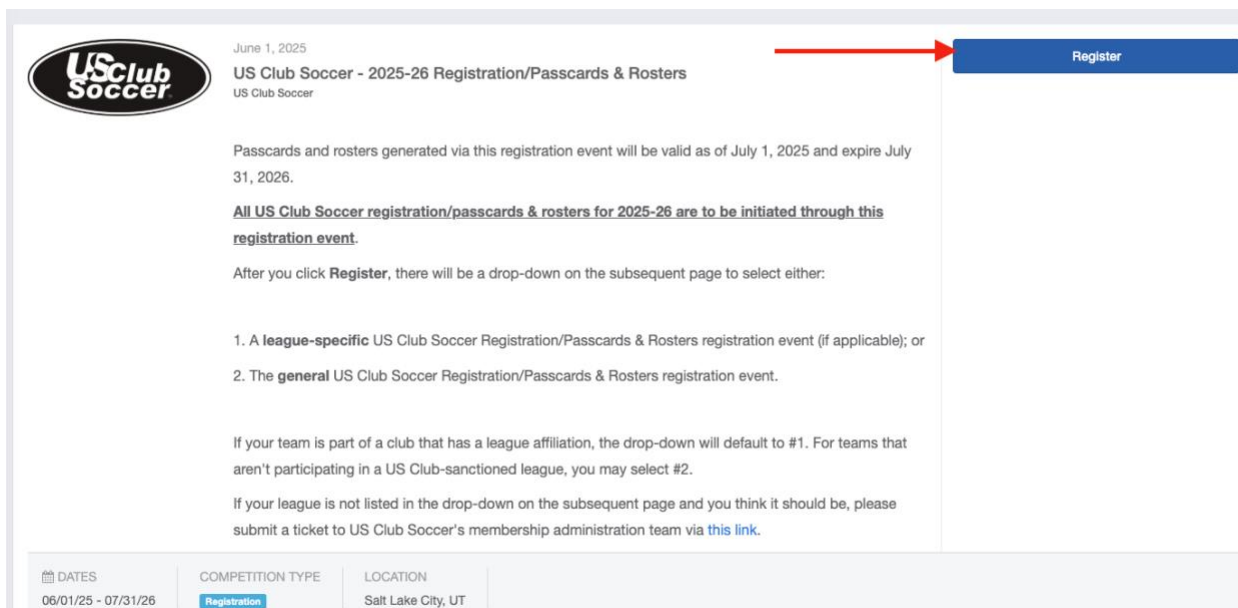 US Club
Soccer
June 1, 2025
US Club Soccer - 2025-26 Registration/Passcards & Rosters
US Club Soccer
Register
Passcards and rosters generated via this registration event will be valid as of July 1, 2025 and expire July
31, 2026.
All US Club Soccer registration/passcards & rosters for 2025-26 are to be initiated through this
registration event.
After you click Register, there will be a drop-down on the subsequent page to select either:
1. A league-specific US Club Soccer Registration/Passcards & Rosters registration event (if applicable); or
2. The general US Club Soccer Registration/Passcards & Rosters registration event.
If your team is part of a club that has a league affiliation, the drop-down will default to #1. For teams that
aren't participating in a US Club-sanctioned league, you may select #2.
If your league is not listed in the drop-down on the subsequent page and you think it should be, please
submit a ticket to US Club Soccer's membership administration team via this link.
DATES
06/01/25 - 07/31/26
COMPETITION TYPE
Registration
LOCATION
Salt Lake City, UT